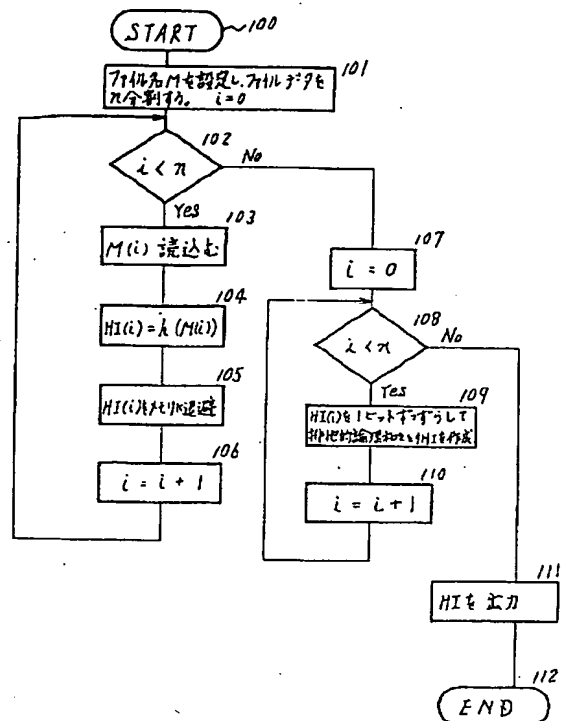 START
100
101
ファイル名Mを設定し、ファイルデータを
n分割する。 i=0
102
i<n
No
Yes
103
M(i) 読込む
104
HI(i)=h(M(i))
105
HI(i)をメモリに退避
106
i=i+1
107
i=0
108
i<n
No
Yes
109
HI(i)を1ビットずつずらして
排他的論理和をとりHIを作成
110
i=i+1
111
HIを出力
112
END